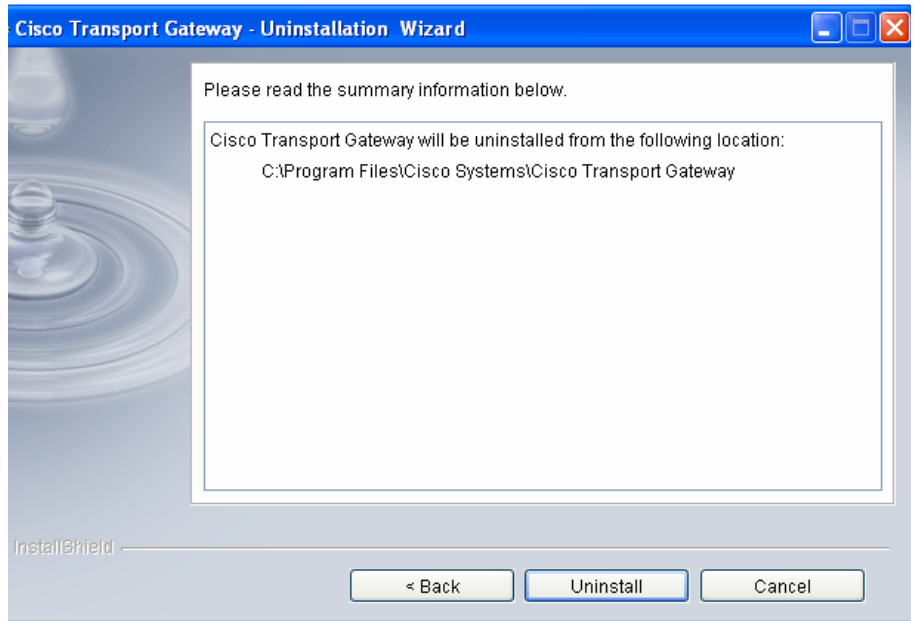 Cisco Transport Gateway - Uninstallation Wizard
Please read the summary information below.
Cisco Transport Gateway will be uninstalled from the following location:
C:\Program Files\Cisco Systems\Cisco Transport Gateway
InstallShield
< Back
Uninstall
Cancel